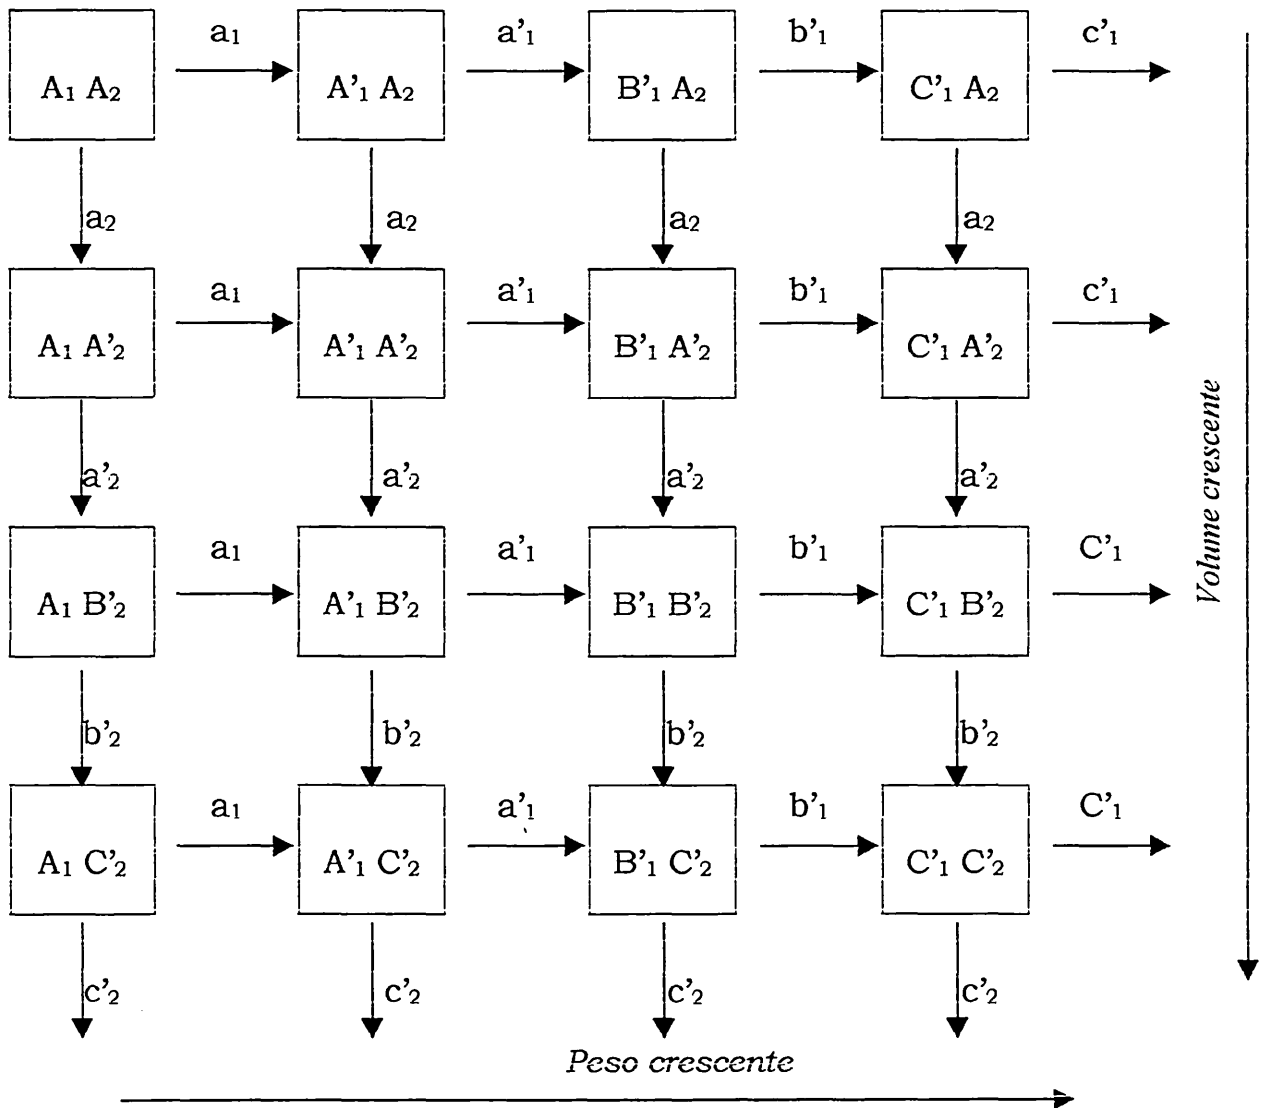 a₁ a'₁ b'₁ c'₁
A₁ A₂ A'₁ A₂ B'₁ A₂ C'₁ A₂
a₂ a₂ a₂ a₂
a₁ a'₁ b'₁ c'₁
A₁ A'₂ A'₁ A'₂ B'₁ A'₂ C'₁ A'₂
a'₂ a'₂ a'₂ a'₂
a₁ a'₁ b'₁ C'₁
A₁ B'₂ A'₁ B'₂ B'₁ B'₂ C'₁ B'₂
b'₂ b'₂ b'₂ b'₂
a₁ a'₁ b'₁ C'₁
A₁ C'₂ A'₁ C'₂ B'₁ C'₂ C'₁ C'₂
c'₂ c'₂ c'₂ c'₂
Volume crescente
Peso crescente